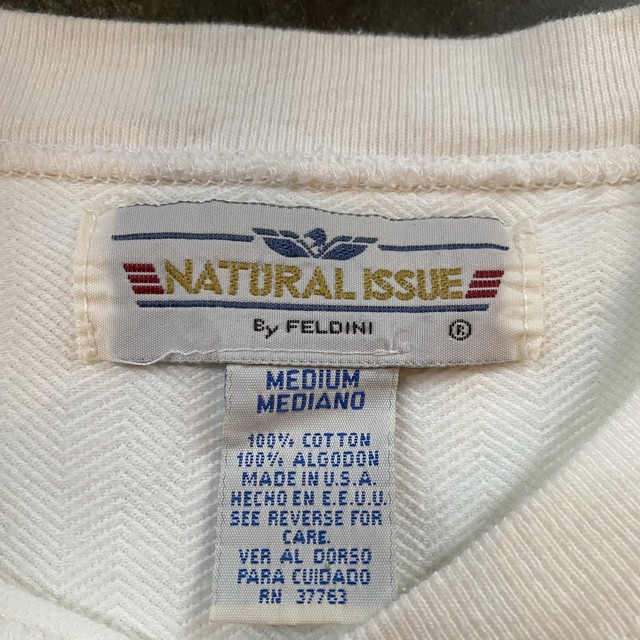 NATURAL ISSUE
By FELDINI ®
MEDIUM
MEDIANO
100% COTTON
100% ALGODON
MADE IN U.S.A.
HECHO EN E.E.U.U.
SEE REVERSE FOR
CARE.
VER AL DORSO
PARA CUIDADO
RN 37763